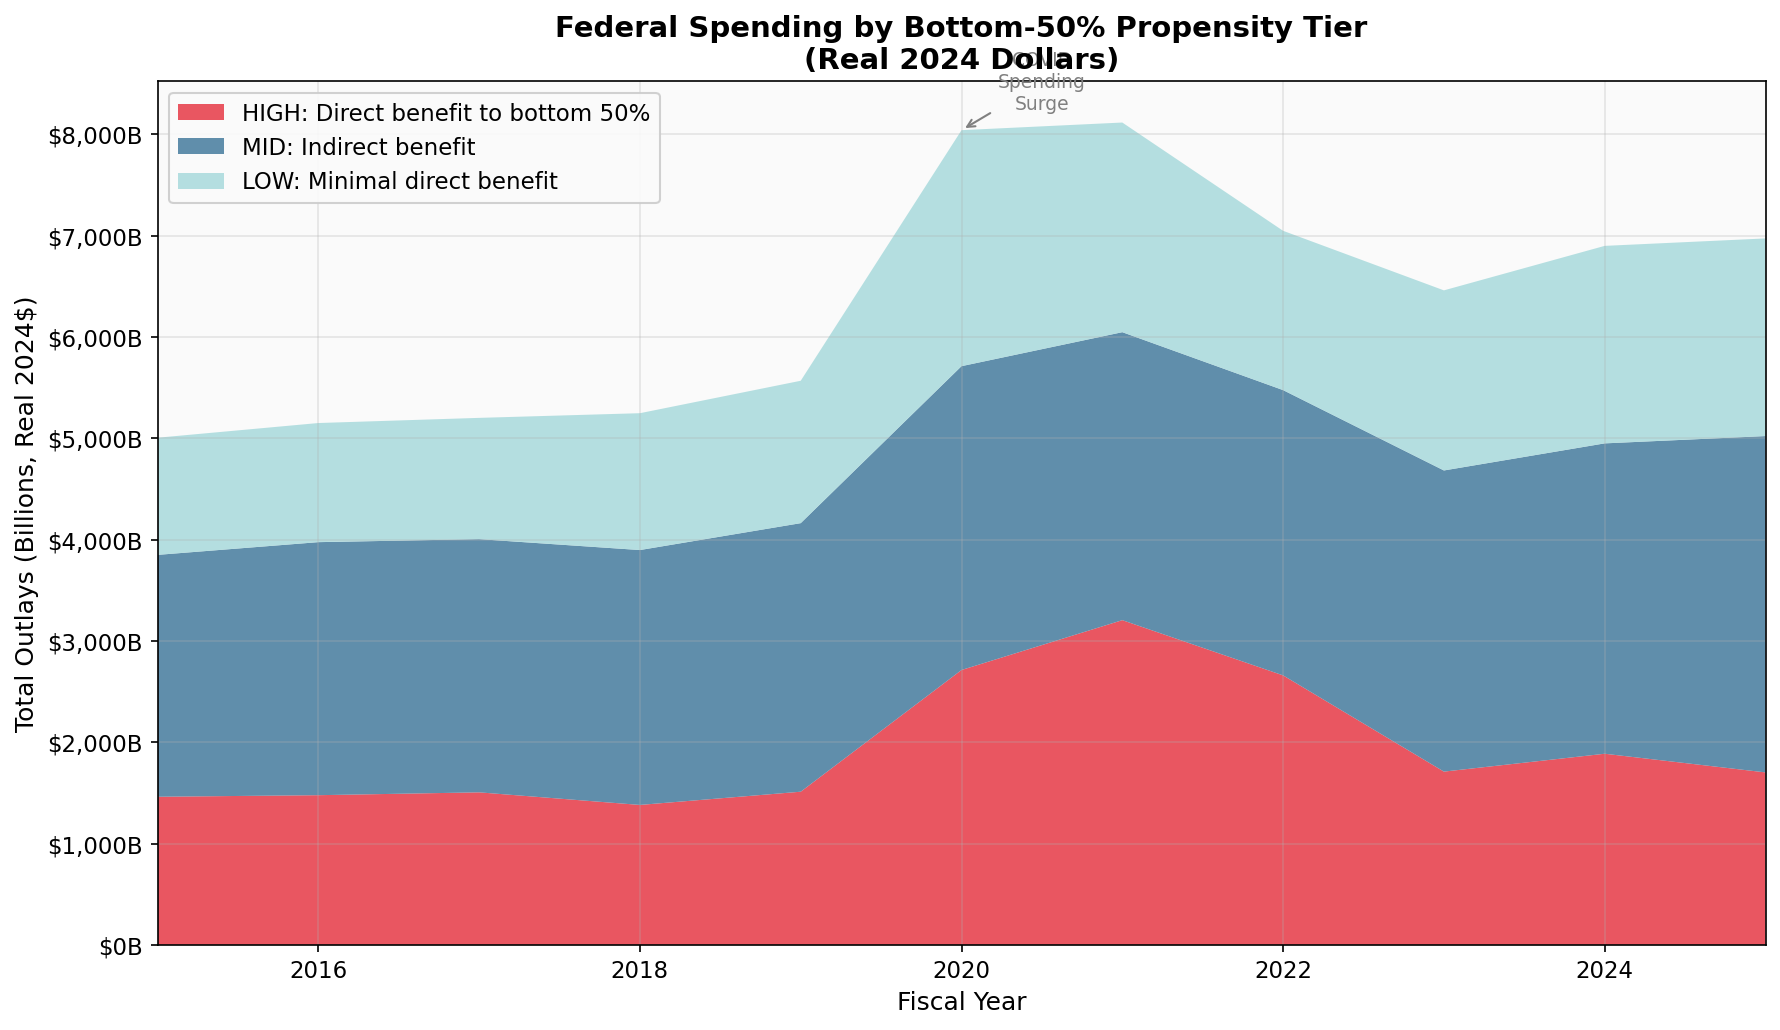 Federal Spending by Bottom-50% Propensity Tier
(Real 2024 Dollars)
Spending
Surge
HIGH: Direct benefit to bottom 50%
MID: Indirect benefit
LOW: Minimal direct benefit
Total Outlays (Billions, Real 2024$)
$8,000B
$7,000B
$6,000B
$5,000B
$4,000B
$3,000B
$2,000B
$1,000B
$0B
2016
2018
2020
2022
2024
Fiscal Year